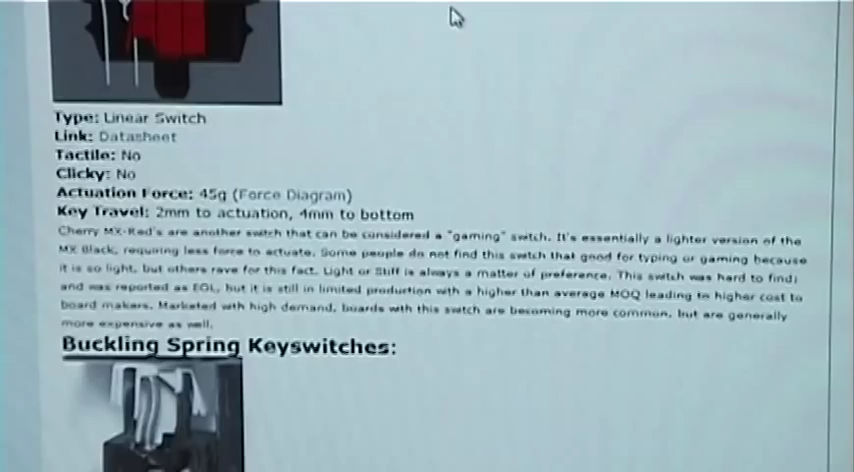 Type: Linear Switch
Link: Datasheet
Tactile: No
Clicky: No
Actuation Force: 45g (Force Diagram)
Key Travel: 2mm to actuation, 4mm to bottom
Cherry MX-Red's are another switch that can be considered a "gaming" switch. It's essentially a lighter version of the
MX Black, requiring less force to actuate. Some people do not find this switch that good for typing or gaming because
it is so light, but others rave for this fact. Light or Stiff is always a matter of preference. This switch was hard to find;
and was reported as EOL, but it is still in limited production with a higher than average MOQ leading to higher cost to
board makers. Marketed with high demand, boards with this switch are becoming more common, but are generally
more expensive as well.
Buckling Spring Keyswitches: